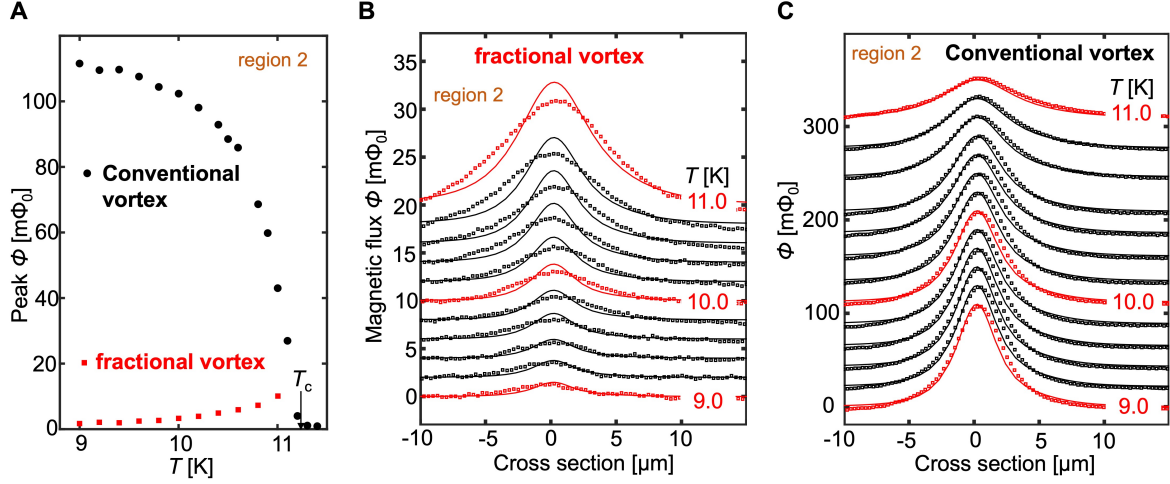 A
Peak Φ [mΦ₀]
100
80
60
40
20
0
region 2
Conventional
vortex
fractional vortex
Tc
9
10
11
T [K]
B
Magnetic flux Φ [mΦ₀]
35
30
25
20
15
10
5
0
fractional vortex
region 2
T [K]
11.0
10.0
9.0
-10
-5
0
5
10
Cross section [µm]
C
Φ [mΦ₀]
300
200
100
0
region 2
Conventional vortex
T [K]
11.0
10.0
9.0
-10
-5
0
5
10
Cross section [µm]